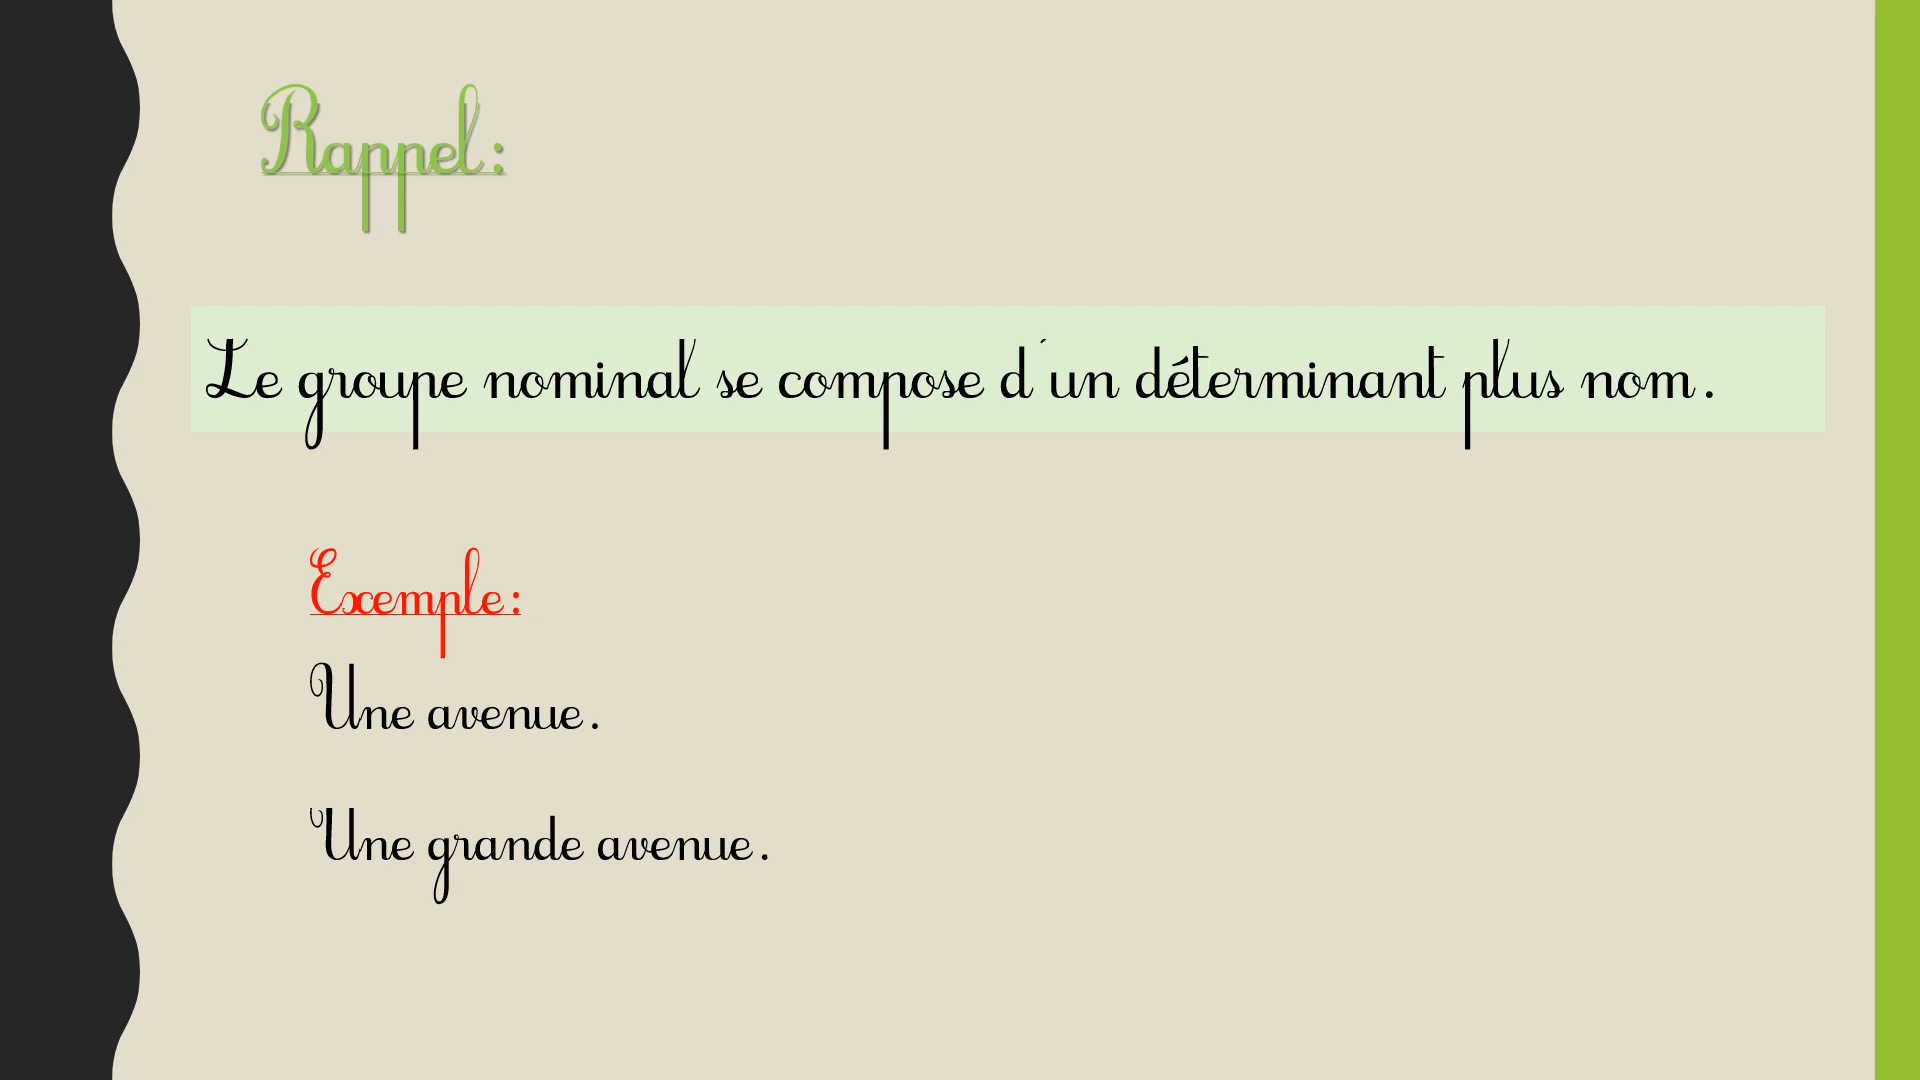 Rappel:
Le groupe nominal se compose d´un déterminant plus nom.
Exemple:
Une avenue.
Une grande avenue.